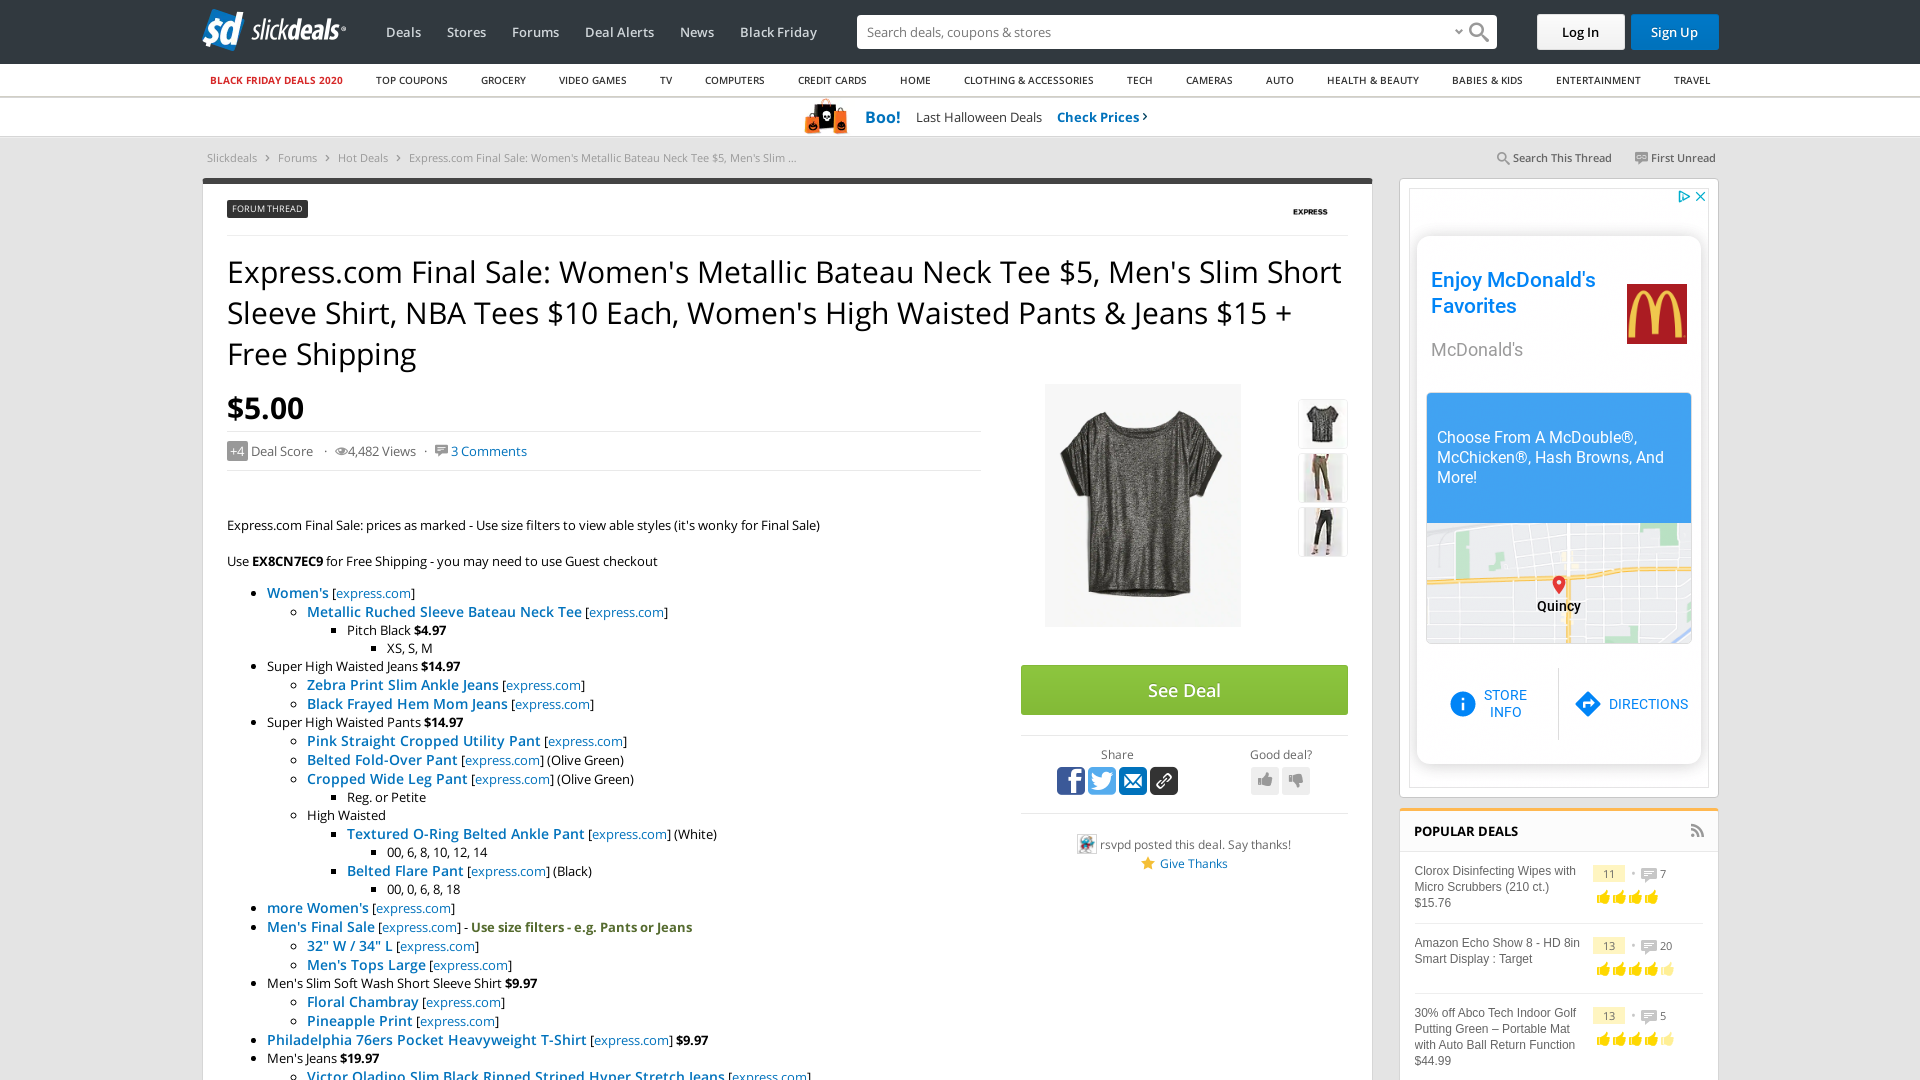 slickdeals
Deals
Stores
Forums
Deal Alerts
News
Black Friday
Search deals, coupons & stores
Log In
Sign Up
BLACK FRIDAY DEALS 2020
TOP COUPONS
GROCERY
VIDEO GAMES
TV
COMPUTERS
CREDIT CARDS
HOME
CLOTHING & ACCESSORIES
TECH
CAMERAS
AUTO
HEALTH & BEAUTY
BABIES & KIDS
ENTERTAINMENT
TRAVEL
Boo! Last Halloween Deals Check Prices
Slickdeals > Forums > Hot Deals > Express.com Final Sale: Women's Metallic Bateau Neck Tee $5, Men's Slim ...
Search This Thread
First Unread
FORUM THREAD
EXPRESS
Express.com Final Sale: Women's Metallic Bateau Neck Tee $5, Men's Slim Short
Sleeve Shirt, NBA Tees $10 Each, Women's High Waisted Pants & Jeans $15 +
Free Shipping
$5.00
+4 Deal Score · 4,482 Views · 3 Comments
Express.com Final Sale: prices as marked - Use size filters to view able styles (it's wonky for Final Sale)
Use EX8CN7EC9 for Free Shipping - you may need to use Guest checkout
Women's [express.com]
Metallic Ruched Sleeve Bateau Neck Tee [express.com]
Pitch Black $4.97
XS, S, M
Super High Waisted Jeans $14.97
Zebra Print Slim Ankle Jeans [express.com]
Black Frayed Hem Mom Jeans [express.com]
Super High Waisted Pants $14.97
Pink Straight Cropped Utility Pant [express.com]
Belted Fold-Over Pant [express.com] (Olive Green)
Cropped Wide Leg Pant [express.com] (Olive Green)
Reg. or Petite
High Waisted
Textured O-Ring Belted Ankle Pant [express.com] (White)
00, 6, 8, 10, 12, 14
Belted Flare Pant [express.com] (Black)
00, 0, 6, 8, 18
more Women's [express.com]
Men's Final Sale [express.com] - Use size filters - e.g. Pants or Jeans
32" W / 34" L [express.com]
Men's Tops Large [express.com]
Men's Slim Soft Wash Short Sleeve Shirt $9.97
Floral Chambray [express.com]
Pineapple Print [express.com]
Philadelphia 76ers Pocket Heavyweight T-Shirt [express.com] $9.97
Men's Jeans $19.97
Victor Oladipo Slim Black Ripped Striped Hyper Stretch Jeans [express.com]
See Deal
Share
Good deal?
rsvpd posted this deal. Say thanks!
Give Thanks
Enjoy McDonald's
Favorites
McDonald's
Choose From A McDouble®,
McChicken®, Hash Browns, And
More!
Quincy
STORE
INFO
DIRECTIONS
POPULAR DEALS
Clorox Disinfecting Wipes with
Micro Scrubbers (210 ct.)
$15.76
11 • 7
Amazon Echo Show 8 - HD 8in
Smart Display : Target
13 • 20
30% off Abco Tech Indoor Golf
Putting Green – Portable Mat
with Auto Ball Return Function
$44.99
13 • 5